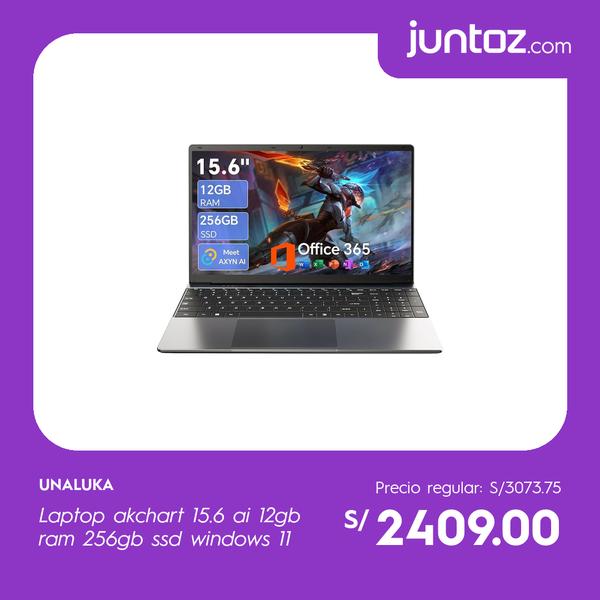 juntoz.com
15.6"
12GB
RAM
256GB
SSD
Meet
AXYN AI
Office 365
UNALUKA
Laptop akchart 15.6 ai 12gb
ram 256gb ssd windows 11
Precio regular: S/3073.75
S/ 2409.00